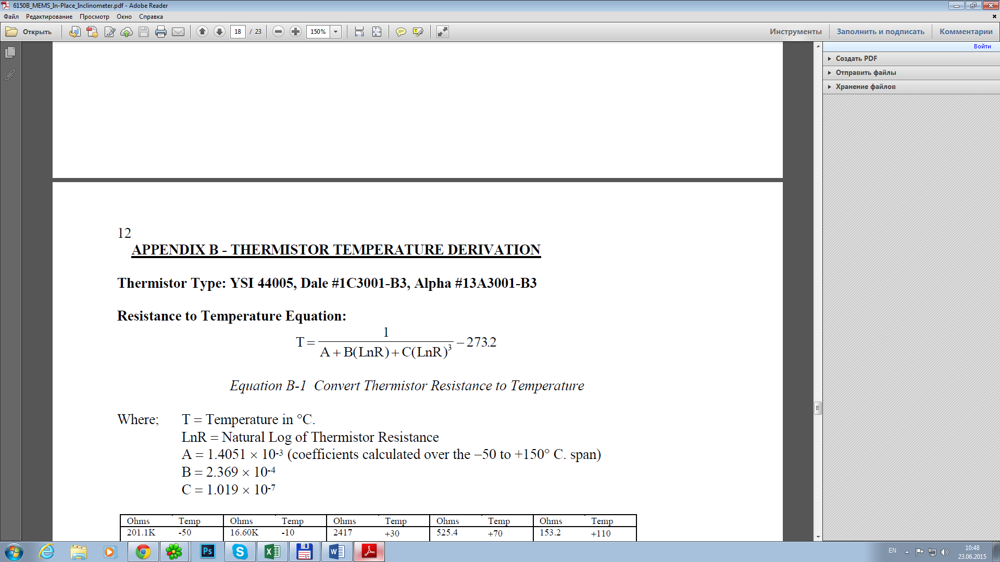 6150B_MEMS_In-Place_Inclinometer.pdf - Adobe Reader
Файл Редактирование Просмотр Окно Справка
Открыть 18 / 23 150% Инструменты Заполнить и подписать Комментарии
Войти
Создать PDF
Отправить файлы
Хранение файлов
12
APPENDIX B - THERMISTOR TEMPERATURE DERIVATION
Thermistor Type: YSI 44005, Dale #1C3001-B3, Alpha #13A3001-B3
Resistance to Temperature Equation:
T = 1 / (A + B(LnR) + C(LnR)³) − 273.2
Equation B-1 Convert Thermistor Resistance to Temperature
Where; T = Temperature in °C.
LnR = Natural Log of Thermistor Resistance
A = 1.4051 × 10-3 (coefficients calculated over the −50 to +150° C. span)
B = 2.369 × 10-4
C = 1.019 × 10-7
Ohms Temp Ohms Temp Ohms Temp Ohms Temp Ohms Temp
201.1K -50 16.60K -10 2417 +30 525.4 +70 153.2 +110
Ps S X 64 W
EN 10:48
23.06.2015